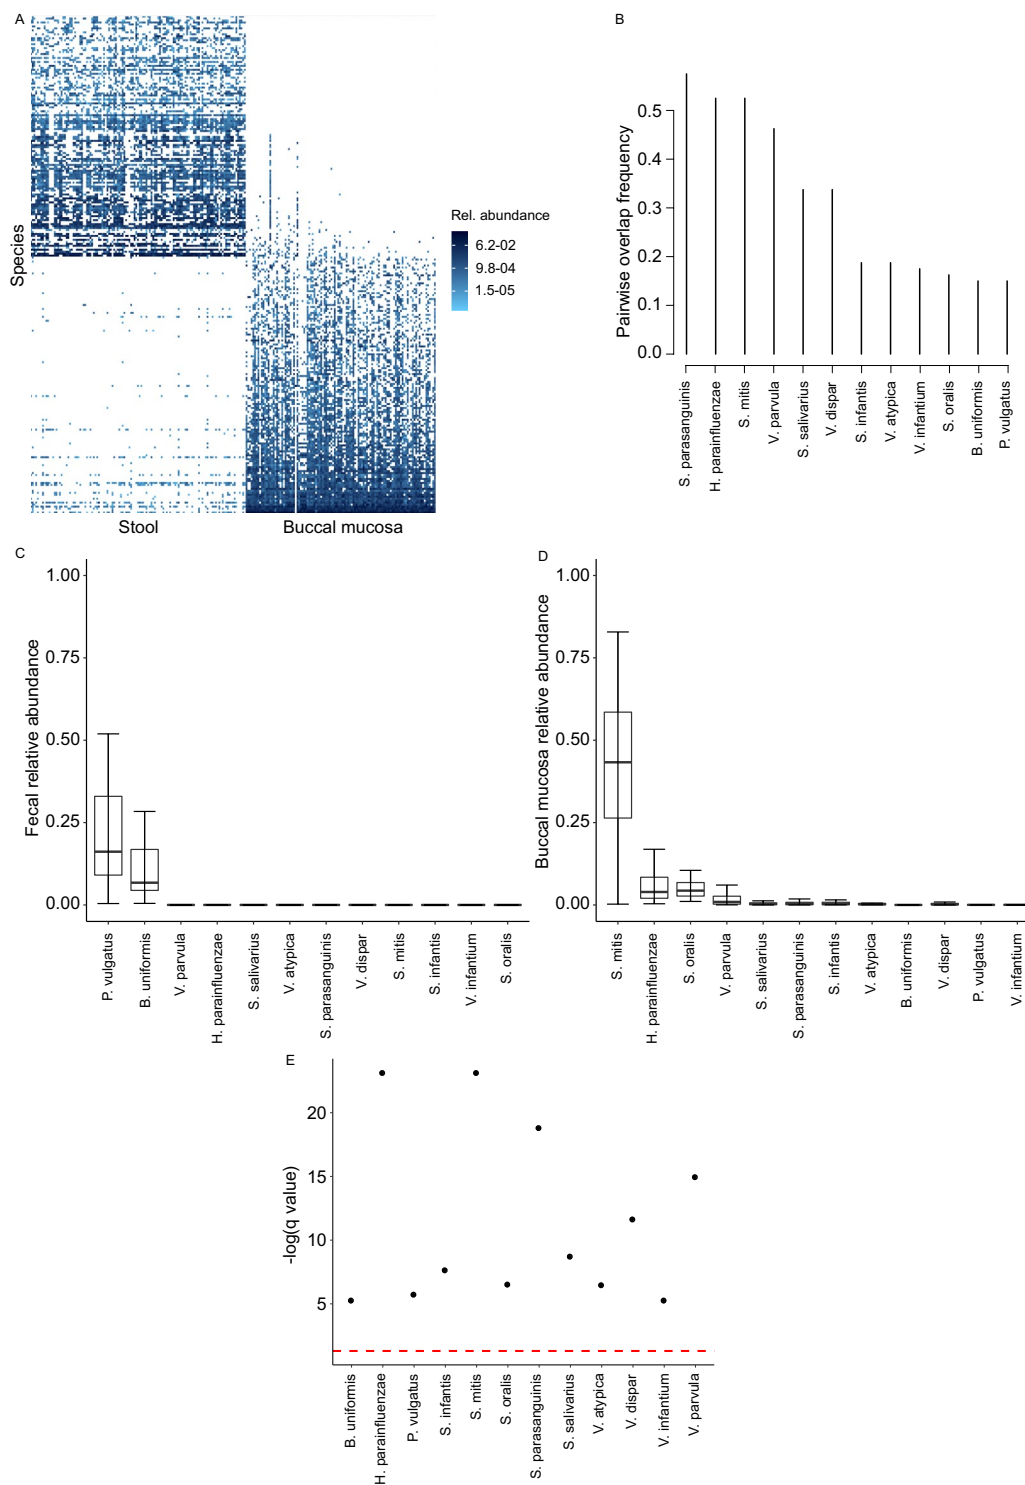 A
Species
Stool
Buccal mucosa
Rel. abundance
6.2-02
9.8-04
1.5-05
B
Pairwise overlap frequency
0.5
0.4
0.3
0.2
0.1
0.0
S. parasanguinis
H. parainfluenzae
S. mitis
V. parvula
S. salivarius
V. dispar
S. infantis
V. atypica
V. infantium
S. oralis
B. uniformis
P. vulgatus
C
Fecal relative abundance
1.00
0.75
0.50
0.25
0.00
P. vulgatus
B. uniformis
V. parvula
H. parainfluenzae
S. salivarius
V. atypica
S. parasanguinis
V. dispar
S. mitis
S. infantis
V. infantium
S. oralis
D
Buccal mucosa relative abundance
1.00
0.75
0.50
0.25
0.00
S. mitis
H. parainfluenzae
S. oralis
V. parvula
S. salivarius
S. parasanguinis
S. infantis
V. atypica
B. uniformis
V. dispar
P. vulgatus
V. infantium
E
-log(q value)
20
15
10
5
B. uniformis
H. parainfluenzae
P. vulgatus
S. infantis
S. mitis
S. oralis
S. parasanguinis
S. salivarius
V. atypica
V. dispar
V. infantium
V. parvula